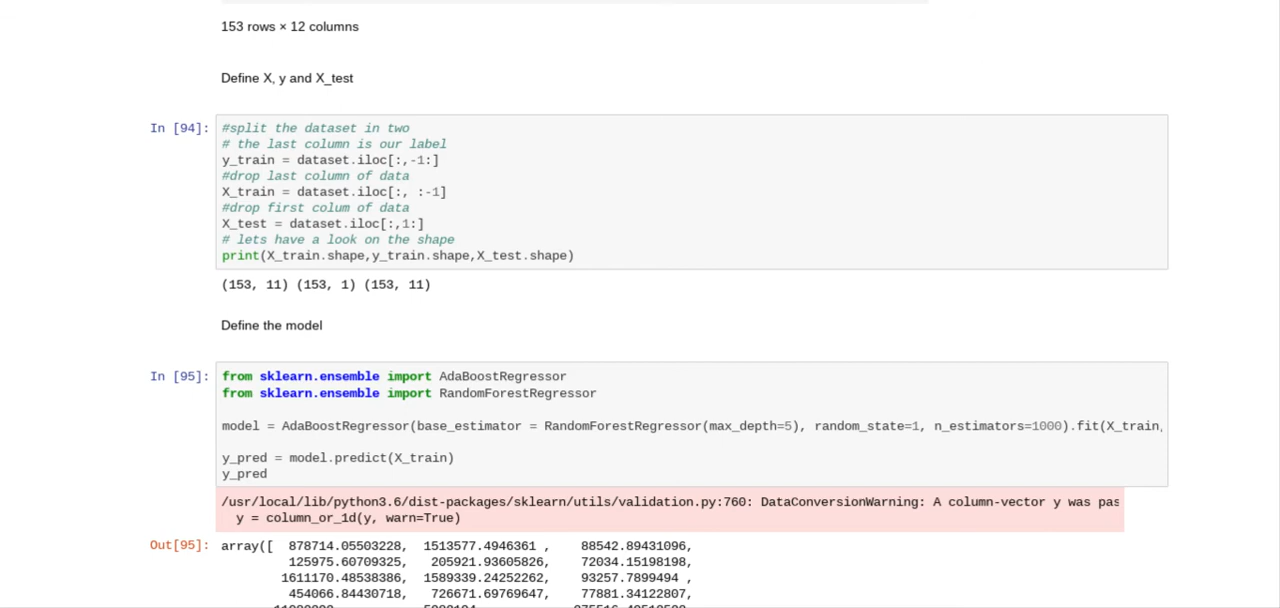 153 rows × 12 columns
Define X, y and X_test
In [94]:
#split the dataset in two
# the last column is our label
y_train = dataset.iloc[:,-1:]
#drop last column of data
X_train = dataset.iloc[:, :-1]
#drop first colum of data
X_test = dataset.iloc[:,1:]
# lets have a look on the shape
print(X_train.shape,y_train.shape,X_test.shape)
(153, 11) (153, 1) (153, 11)
Define the model
In [95]:
from sklearn.ensemble import AdaBoostRegressor
from sklearn.ensemble import RandomForestRegressor
model = AdaBoostRegressor(base_estimator = RandomForestRegressor(max_depth=5), random_state=1, n_estimators=1000).fit(X_train,
y_pred = model.predict(X_train)
y_pred
/usr/local/lib/python3.6/dist-packages/sklearn/utils/validation.py:760: DataConversionWarning: A column-vector y was pas
y = column_or_1d(y, warn=True)
Out[95]:
array([ 878714.05503228, 1513577.4946361 , 88542.89431096,
125975.60709325, 205921.93605826, 72034.15198198,
1611170.48538386, 1589339.24252262, 93257.7899494 ,
454066.84430718, 726671.69769647, 77881.34122807,